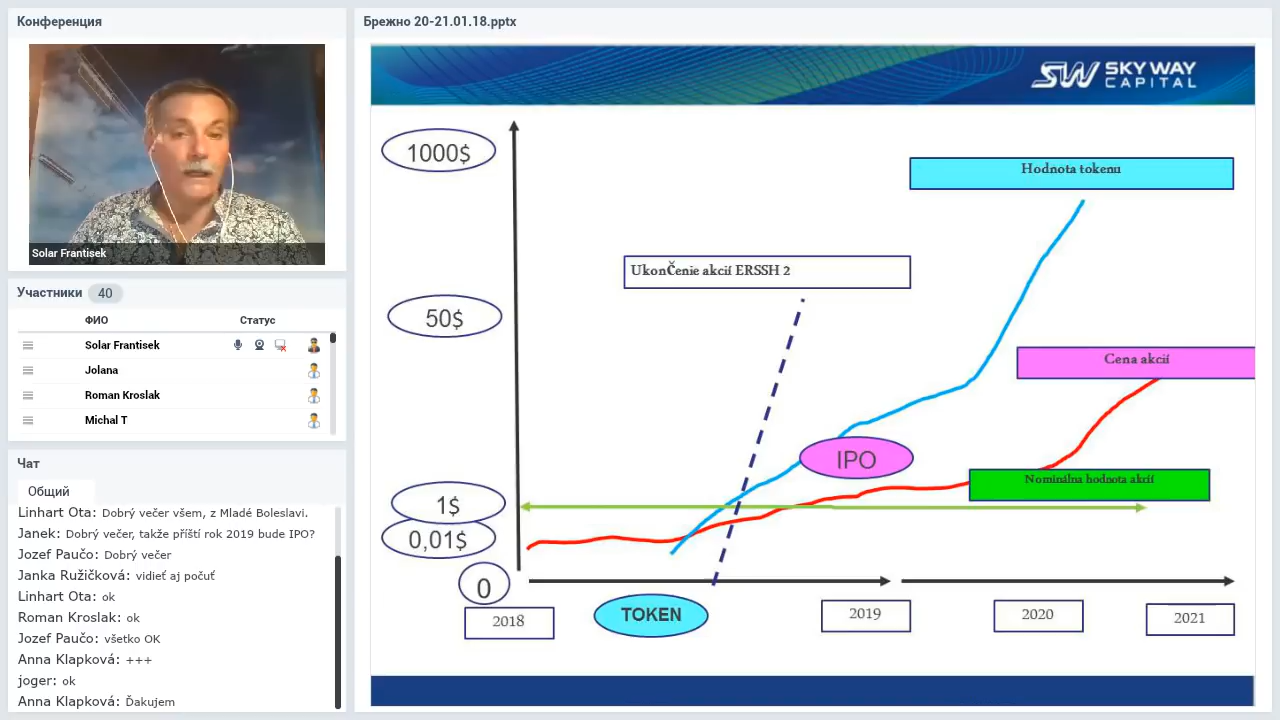 Конференция
Solar Frantisek
Участники 40
ФИО Статус
Solar Frantisek
Jolana
Roman Kroslak
Michal T
Чат
Общий
Linhart Ota: Dobrý večer všem, z Mladé Boleslavi.
Janek: Dobrý večer, takže příští rok 2019 bude IPO?
Jozef Paučo: Dobrý večer
Janka Ružičková: vidieť aj počuť
Linhart Ota: ok
Roman Kroslak: ok
Jozef Paučo: všetko OK
Anna Klapková: +++
joger: ok
Anna Klapková: Ďakujem
Брежно 20-21.01.18.pptx
SW SKY WAY
CAPITAL
1000$
Hodnota tokenu
UkonČenie akcií ERSSH 2
50$
Cena akcií
IPO
Nominálna hodnota akcií
1$
0,01$
0
2018
TOKEN
2019
2020
2021